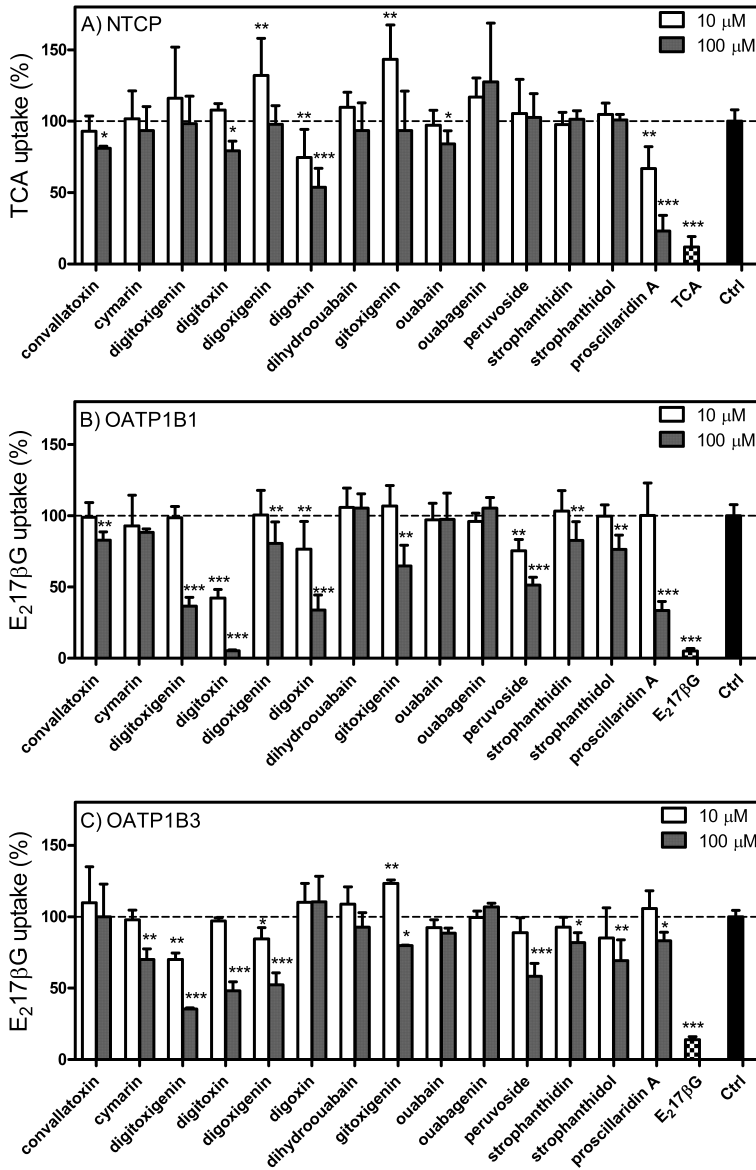 A) NTCP
10 μM
100 μM
TCA uptake (%)
150
100
50
0
** ** * * ** *** * ** *** ***
convallatoxin
cymarin
digitoxigenin
digitoxin
digoxigenin
digoxin
dihydroouabain
gitoxigenin
ouabain
ouabagenin
peruvoside
strophanthidin
strophanthidol
proscillaridin A
TCA
Ctrl
B) OATP1B1
10 μM
100 μM
E₂17βG uptake (%)
150
100
50
0
** *** *** *** ** ** *** ** ** *** ** ** *** ***
convallatoxin
cymarin
digitoxigenin
digitoxin
digoxigenin
digoxin
dihydroouabain
gitoxigenin
ouabain
ouabagenin
peruvoside
strophanthidin
strophanthidol
proscillaridin A
E₂17βG
Ctrl
C) OATP1B3
10 μM
100 μM
E₂17βG uptake (%)
150
100
50
0
** ** *** *** * *** ** * *** * ** * ***
convallatoxin
cymarin
digitoxigenin
digitoxin
digoxigenin
digoxin
dihydroouabain
gitoxigenin
ouabain
ouabagenin
peruvoside
strophanthidin
strophanthidol
proscillaridin A
E₂17βG
Ctrl